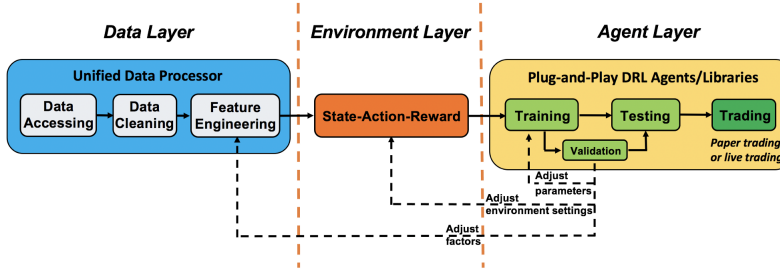 Data Layer
Environment Layer
Agent Layer
Unified Data Processor
Data
Accessing
Data
Cleaning
Feature
Engineering
State-Action-Reward
Plug-and-Play DRL Agents/Libraries
Training
Testing
Trading
Validation
Paper trading
or live trading
Adjust
parameters
Adjust
environment settings
Adjust
factors